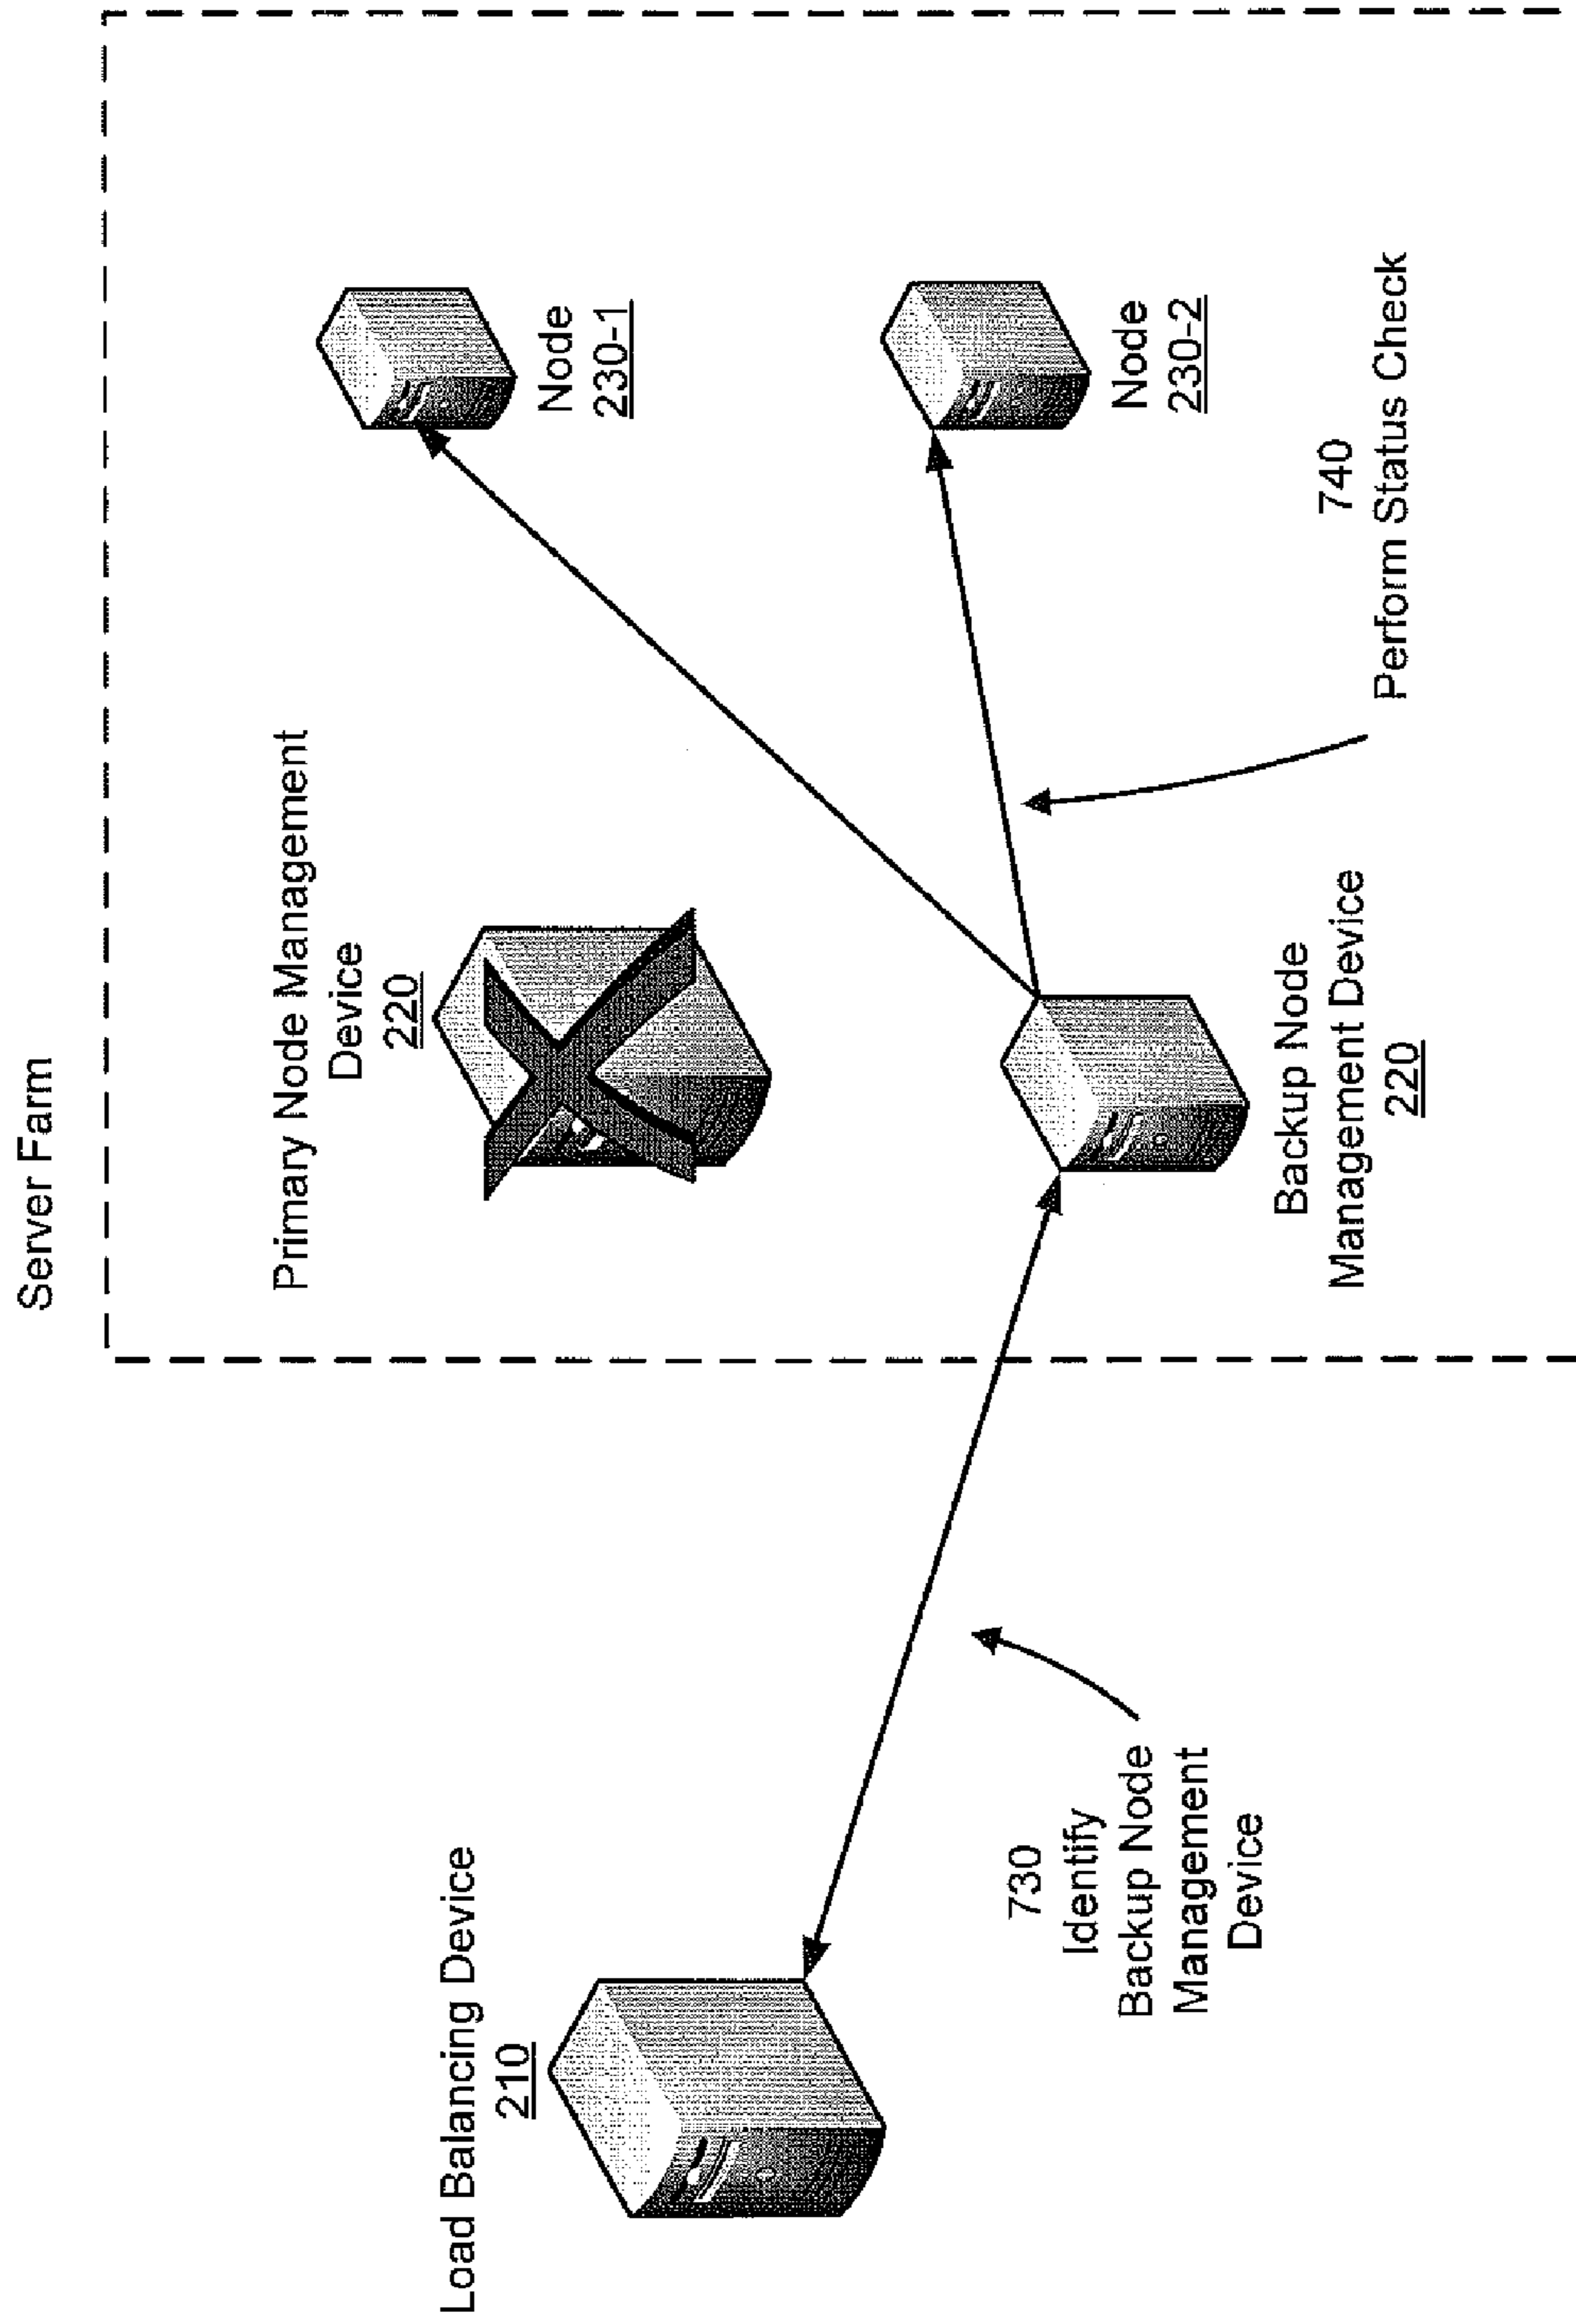 Server Farm
Primary Node Management
Device
220
Load Balancing Device
210
Node
230-1
Node
230-2
730
Identify
Backup Node
Management
Device
Backup Node
Management Device
220
740
Perform Status Check